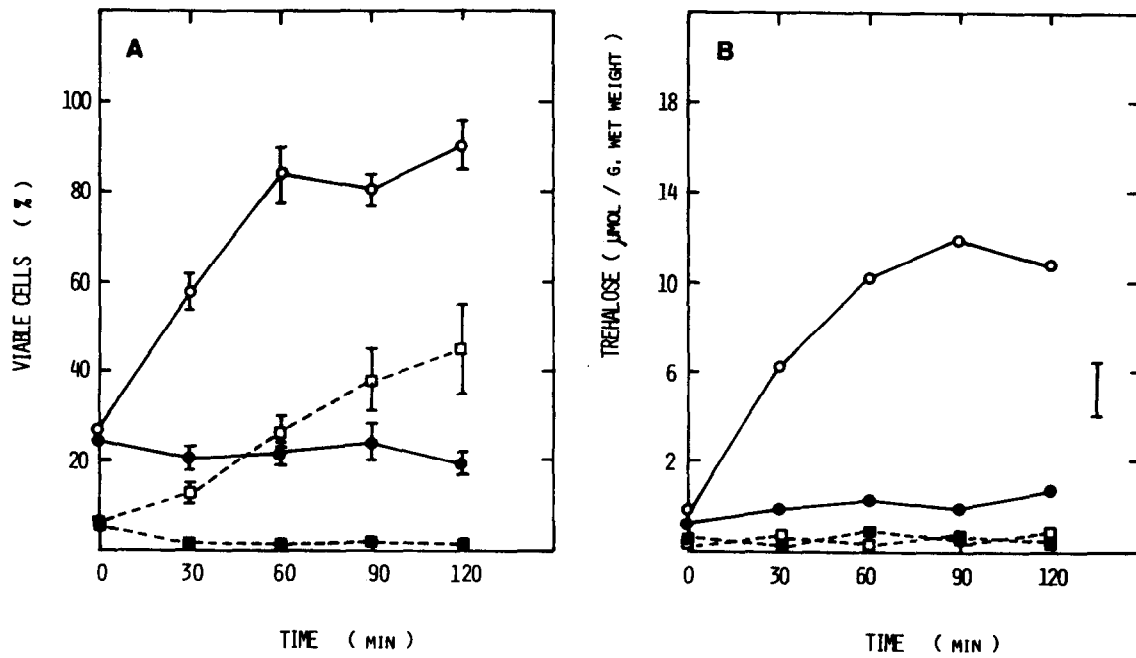 A
VIABLE CELLS (%)
100
80
60
40
20
0 30 60 90 120
TIME (MIN)
B
TREHALOSE (µMOL / G. WET WEIGHT)
18
14
10
6
2
0 30 60 90 120
TIME (MIN)